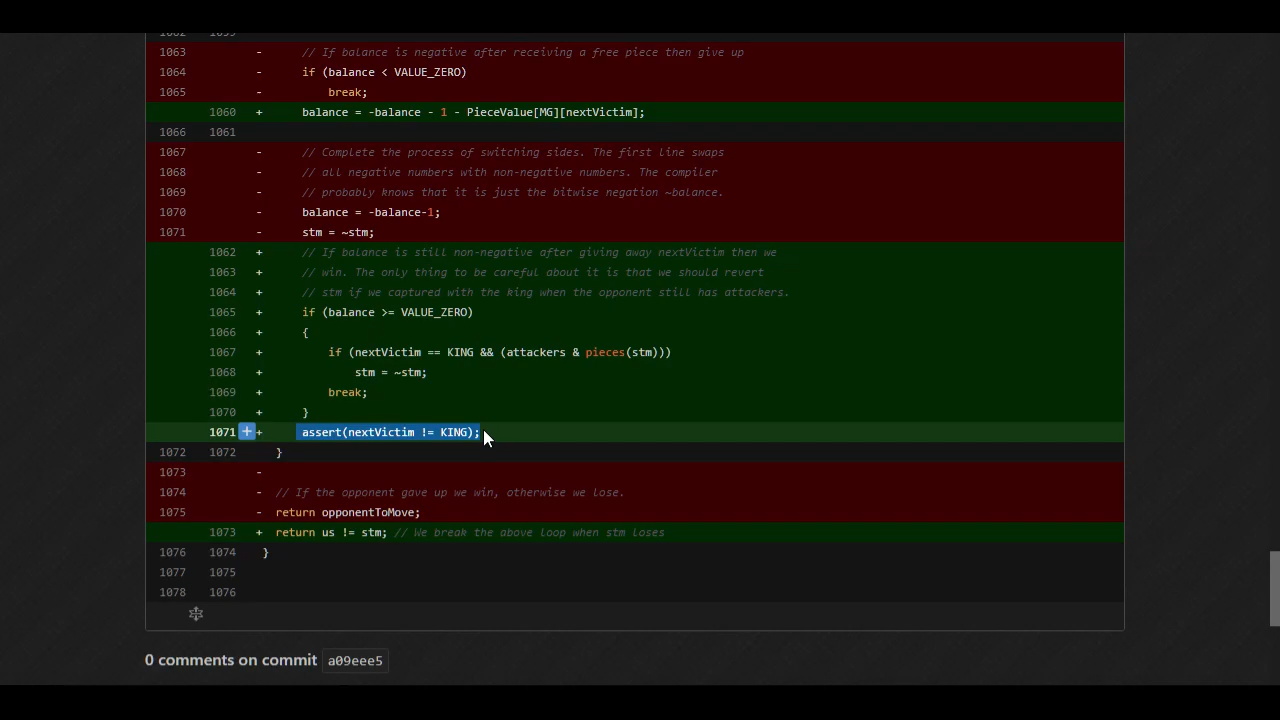 1063 - // If balance is negative after receiving a free piece then give up
1064 - if (balance < VALUE_ZERO)
1065 - break;
1060 + balance = -balance - 1 - PieceValue[MG][nextVictim];
1066 1061
1067 - // Complete the process of switching sides. The first line swaps
1068 - // all negative numbers with non-negative numbers. The compiler
1069 - // probably knows that it is just the bitwise negation ~balance.
1070 - balance = -balance-1;
1071 - stm = ~stm;
1062 + // If balance is still non-negative after giving away nextVictim then we
1063 + // win. The only thing to be careful about it is that we should revert
1064 + // stm if we captured with the king when the opponent still has attackers.
1065 + if (balance >= VALUE_ZERO)
1066 + {
1067 + if (nextVictim == KING && (attackers & pieces(stm)))
1068 + stm = ~stm;
1069 + break;
1070 + }
1071 + + assert(nextVictim != KING);
1072 1072 }
1073 -
1074 - // If the opponent gave up we win, otherwise we lose.
1075 - return opponentToMove;
1073 + return us != stm; // We break the above loop when stm loses
1076 1074 }
1077 1075
1078 1076
0 comments on commit a09eee5